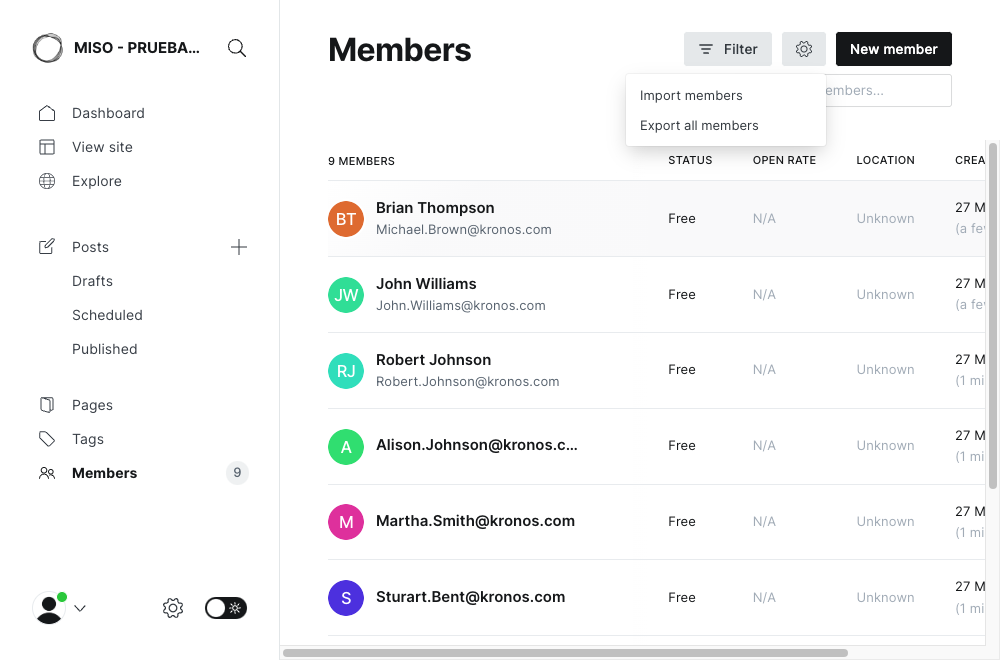 MISO - PRUEBA...
Dashboard
View site
Explore
Posts
Drafts
Scheduled
Published
Pages
Tags
Members 9
Members
Filter
New member
Import members
Export all members
9 MEMBERS STATUS OPEN RATE LOCATION
BT Brian Thompson
Michael.Brown@kronos.com
Free N/A Unknown 27 M
JW John Williams
John.Williams@kronos.com
Free N/A Unknown 27 M
RJ Robert Johnson
Robert.Johnson@kronos.com
Free N/A Unknown 27 M
(1 mi
A Alison.Johnson@kronos.c...
Free N/A Unknown 27 M
(1 mi
M Martha.Smith@kronos.com
Free N/A Unknown 27 M
(1 mi
S Sturart.Bent@kronos.com
Free N/A Unknown 27 M
(1 mi